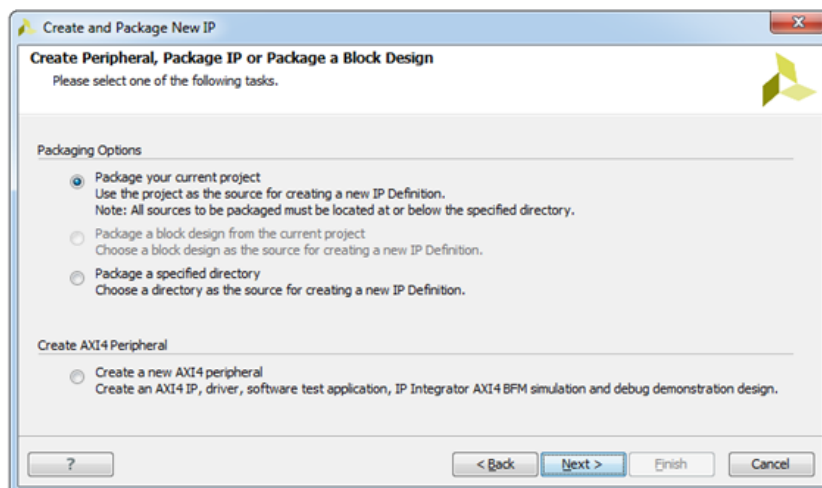 Create and Package New IP
Create Peripheral, Package IP or Package a Block Design
Please select one of the following tasks.
Packaging Options
Package your current project
Use the project as the source for creating a new IP Definition.
Note: All sources to be packaged must be located at or below the specified directory.
Package a block design from the current project
Choose a block design as the source for creating a new IP Definition.
Package a specified directory
Choose a directory as the source for creating a new IP Definition.
Create AXI4 Peripheral
Create a new AXI4 peripheral
Create an AXI4 IP, driver, software test application, IP Integrator AXI4 BFM simulation and debug demonstration design.
? < Back Next > Finish Cancel